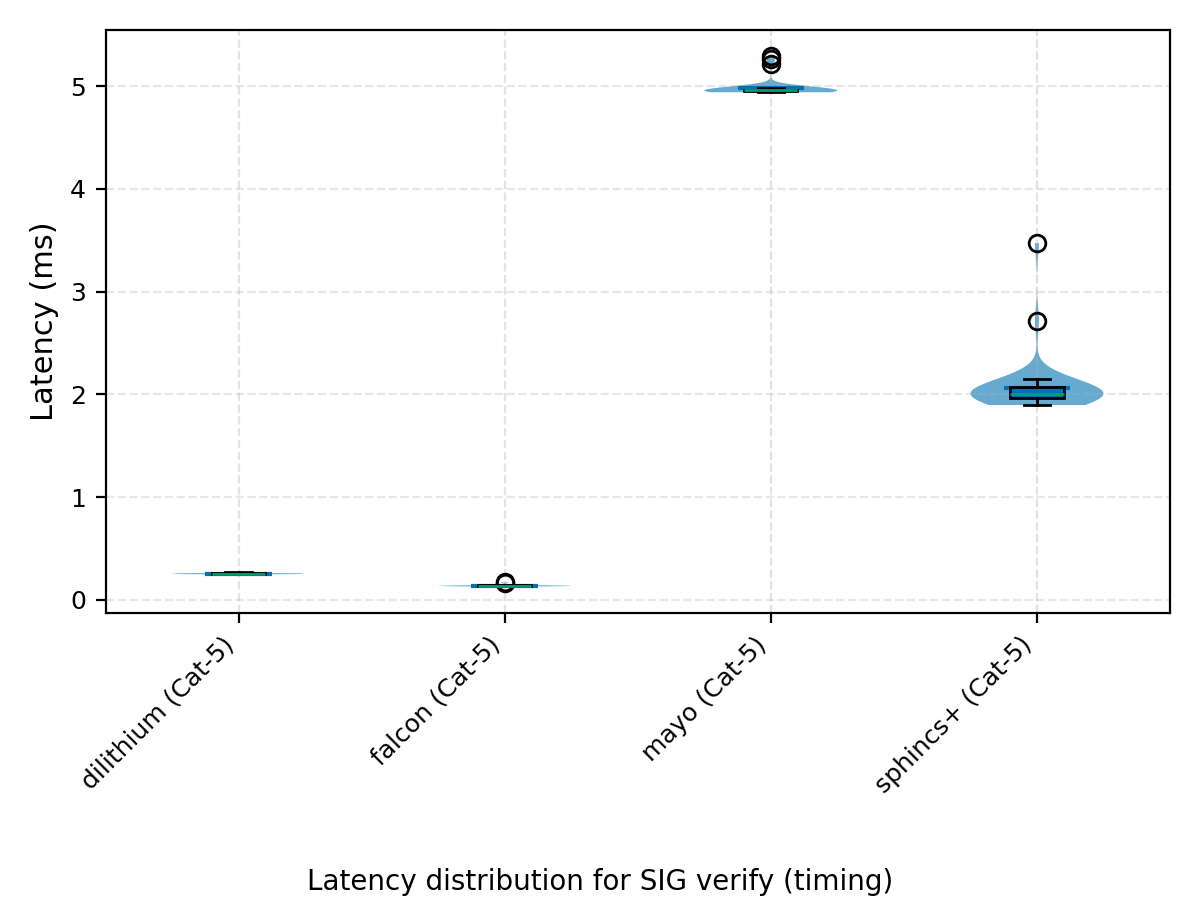 5
4
3
2
1
0
Latency (ms)
dilithium (Cat-5)
falcon (Cat-5)
mayo (Cat-5)
sphincs+ (Cat-5)
Latency distribution for SIG verify (timing)